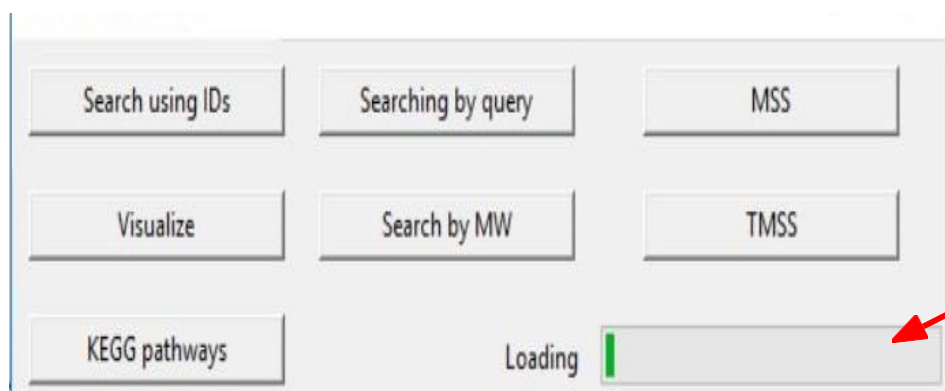 Search using IDs
Searching by query
MSS
Visualize
Search by MW
TMSS
KEGG pathways
Loading